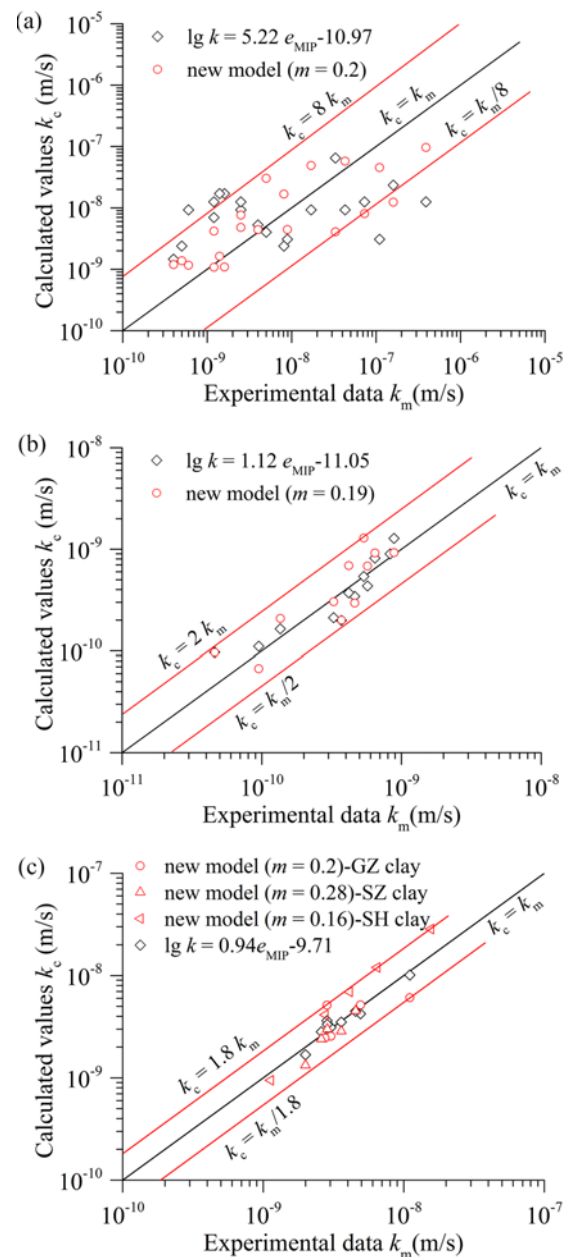 (a)
10⁻⁵
10⁻⁶
10⁻⁷
10⁻⁸
10⁻⁹
10⁻¹⁰
Calculated values k_c (m/s)
lg k = 5.22 e_MIP-10.97
new model (m = 0.2)
k_c = 8 k_m
k_c = k_m
k_c = k_m/8
10⁻¹⁰ 10⁻⁹ 10⁻⁸ 10⁻⁷ 10⁻⁶ 10⁻⁵
Experimental data k_m(m/s)
(b)
10⁻⁸
10⁻⁹
10⁻¹⁰
10⁻¹¹
Calculated values k_c (m/s)
lg k = 1.12 e_MIP-11.05
new model (m = 0.19)
k_c = k_m
k_c = 2 k_m
k_c = k_m/2
10⁻¹¹ 10⁻¹⁰ 10⁻⁹ 10⁻⁸
Experimental data k_m(m/s)
(c)
10⁻⁷
10⁻⁸
10⁻⁹
10⁻¹⁰
Calculated values k_c (m/s)
new model (m = 0.2)-GZ clay
new model (m = 0.28)-SZ clay
new model (m = 0.16)-SH clay
lg k = 0.94e_MIP-9.71
k_c = k_m
k_c = 1.8 k_m
k_c = k_m/1.8
10⁻¹⁰ 10⁻⁹ 10⁻⁸ 10⁻⁷
Experimental data k_m(m/s)